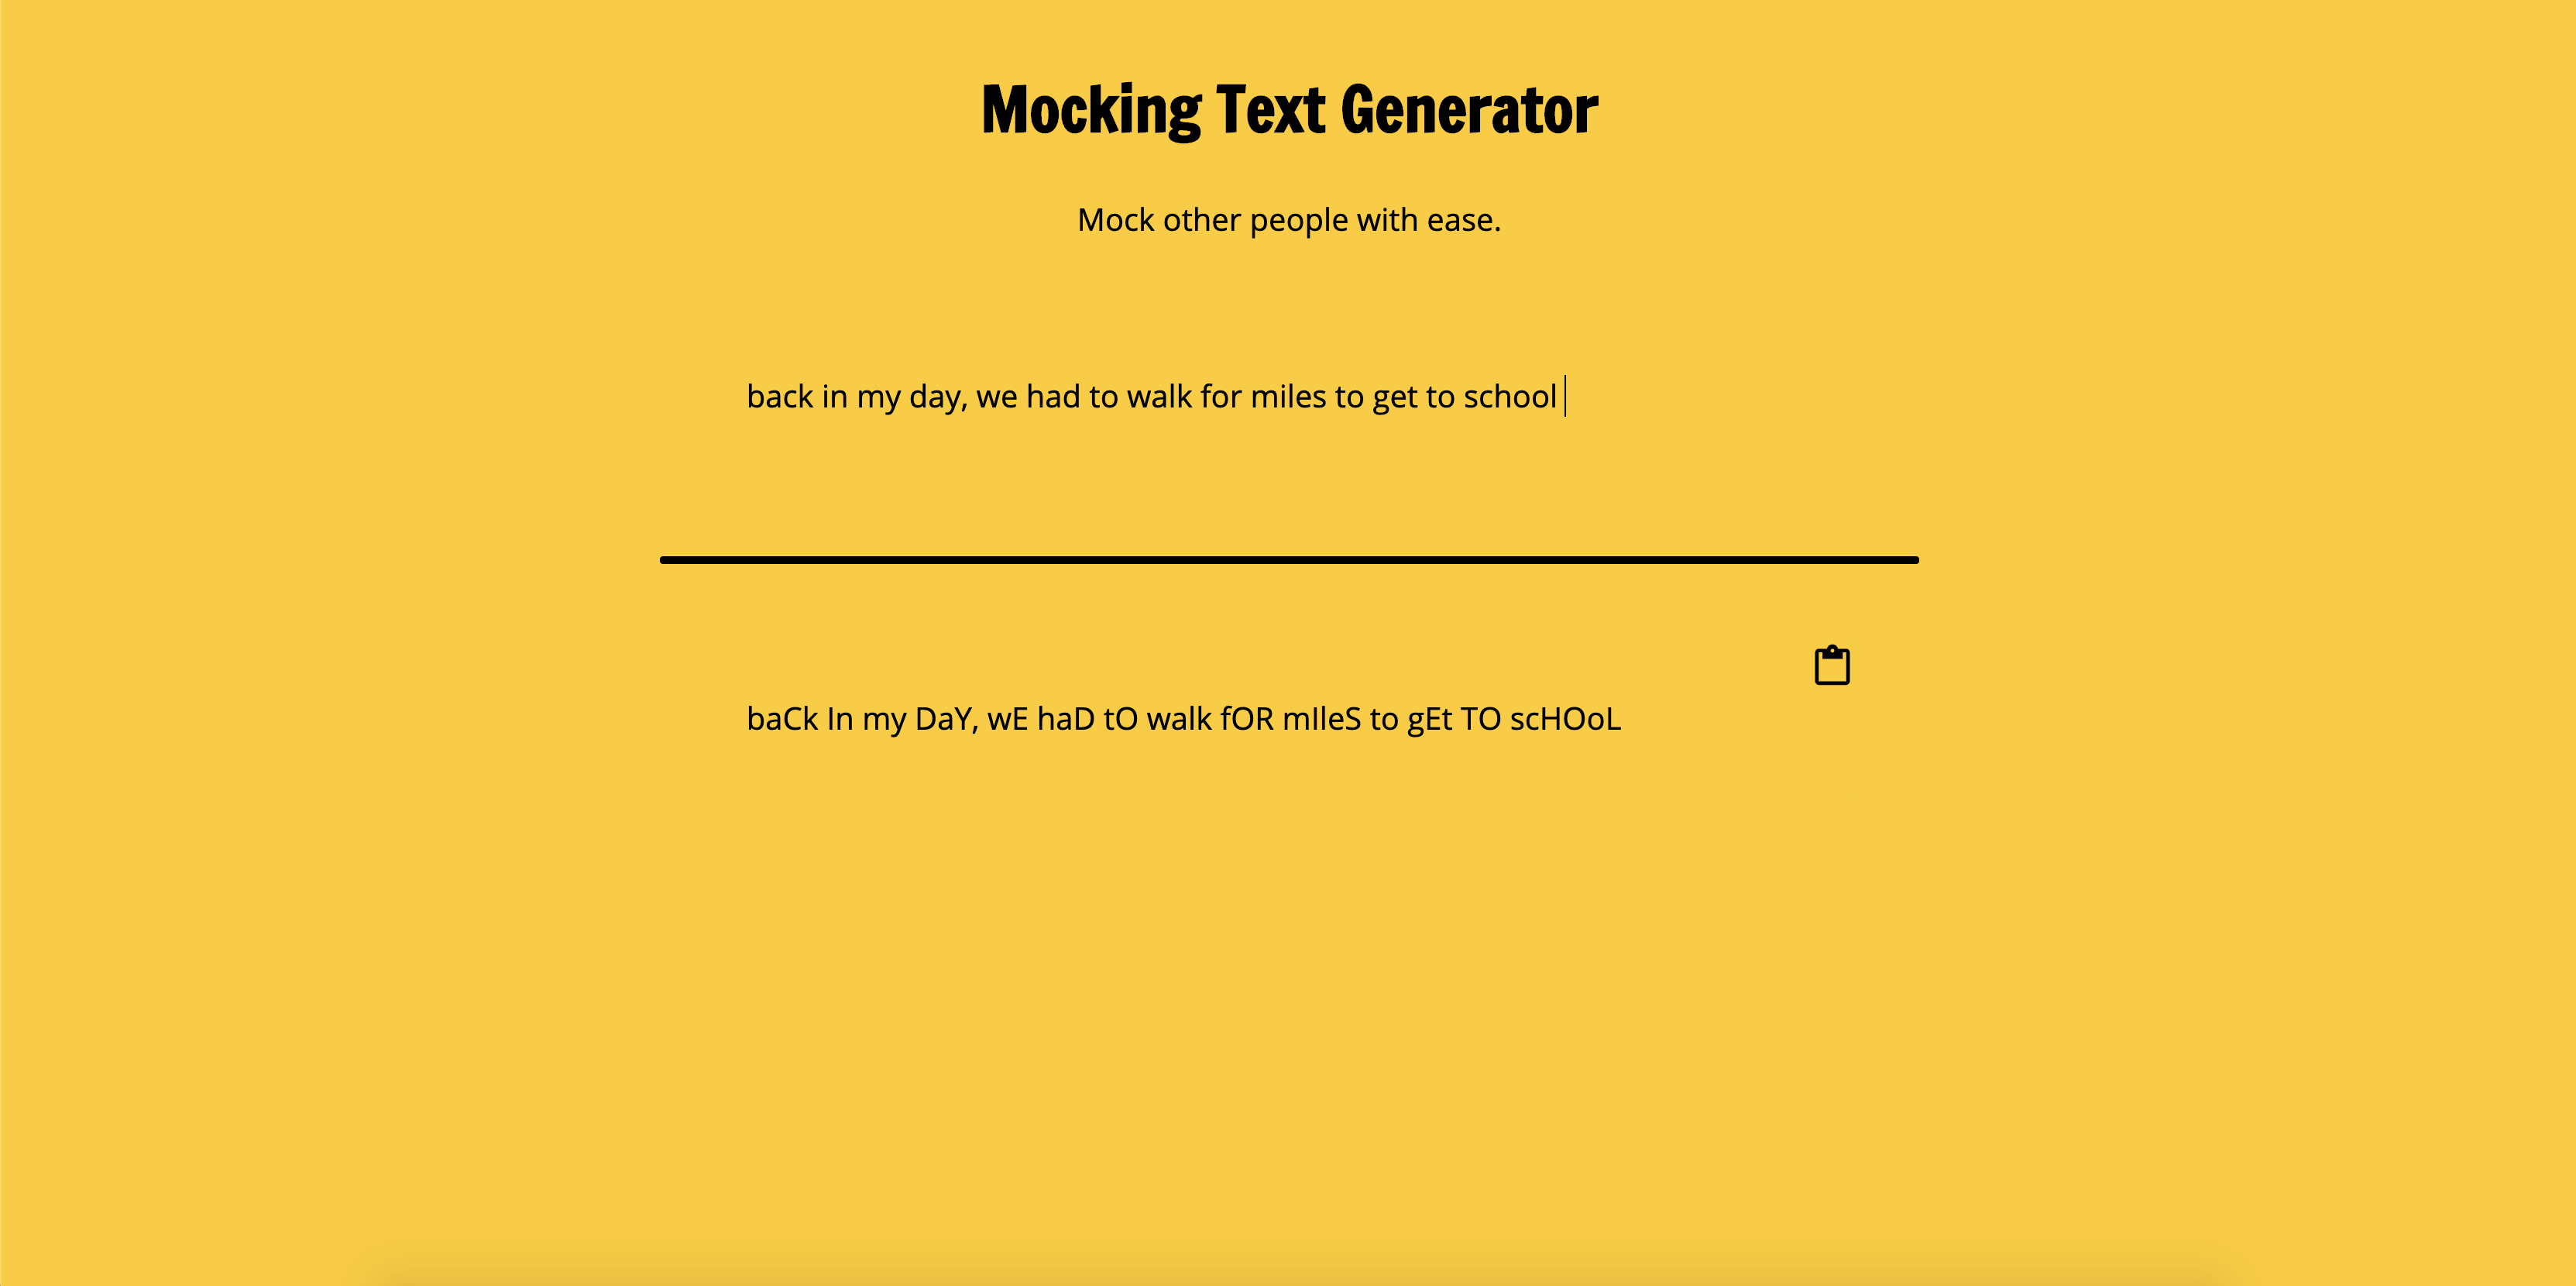 Mocking Text Generator
Mock other people with ease.
back in my day, we had to walk for miles to get to school
baCk In my DaY, wE haD tO walk fOR mIleS to gEt TO scHOoL